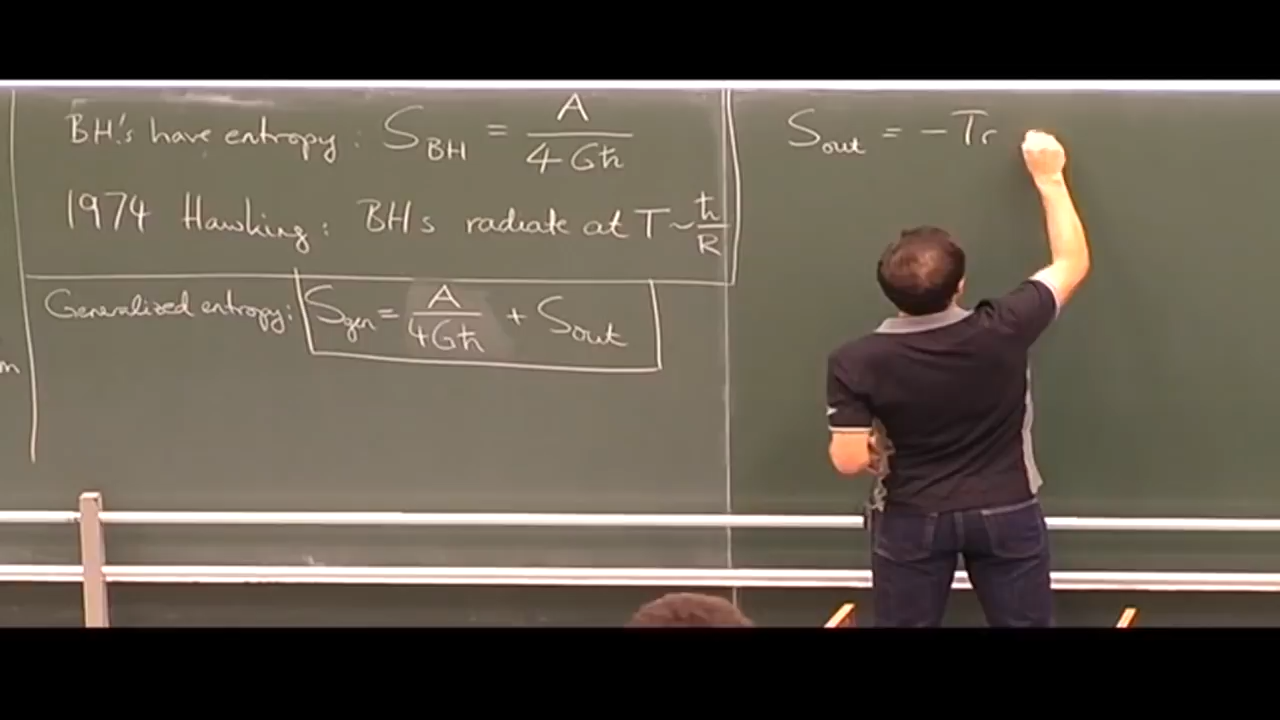 BH's have entropy: S_BH = A / 4Għ
1974 Hawking: BHs radiate at T ~ ħ / R
Generalized entropy: S_gen = A / 4Għ + S_out
m
S_out = - Tr